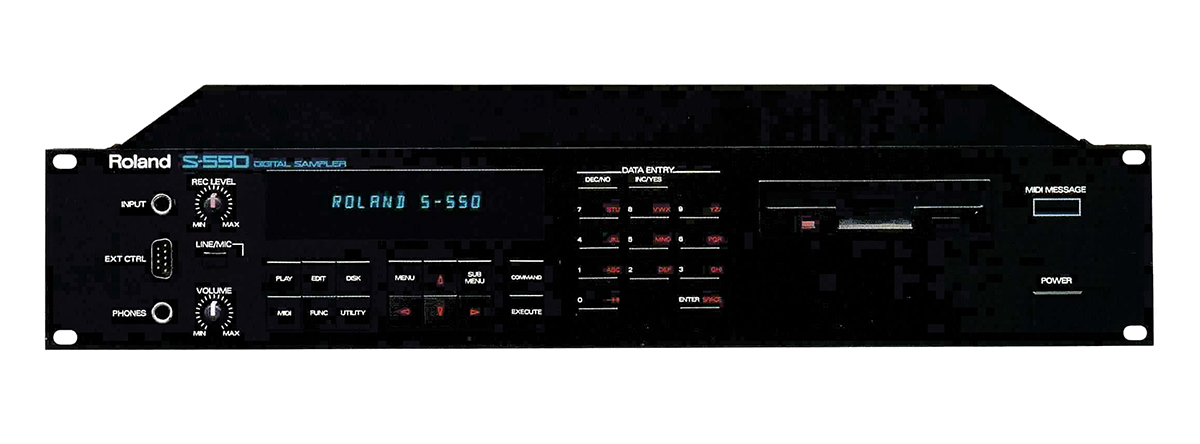 Roland S-550 DIGITAL SAMPLER
INPUT
REC LEVEL
MIN MAX
EXT CTRL
LINE/MIC
PHONES
VOLUME
MIN MAX
ROLAND S-550
PLAY EDIT DISK
MIDI FUNC UTILITY
MENU SUB MENU
COMMAND
EXECUTE
DATA ENTRY
DEC/NO INC/YES
7 STU 8 VWX 9 YZ/
4 JKL 5 MNO 6 PQR
1 ABC 2 DEF 3 GHI
0
ENTER SPACE
MIDI MESSAGE
POWER